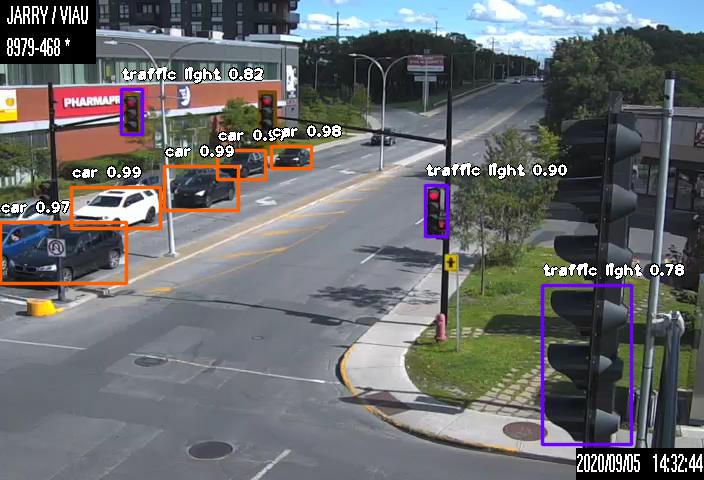 JARRY / VIAU
8979-468 *
traffic light 0.82
PHARMAPR
car 0.98
car 0.99
car 0.99
traffic light 0.90
car 0.97
traffic light 0.78
2020/09/05 14:32:44